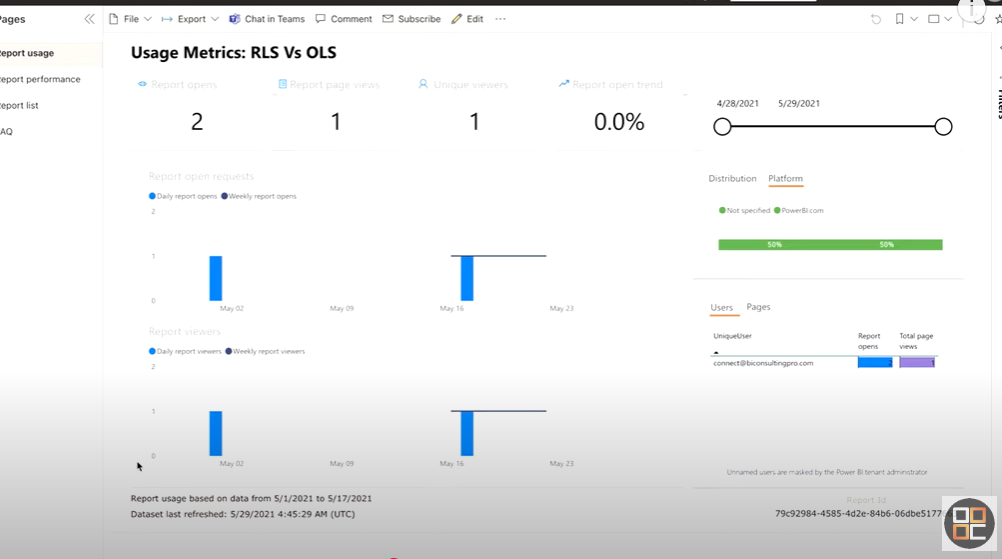 Pages
File
Export
Chat in Teams
Comment
Subscribe
Edit
Report usage
Report performance
Report list
FAQ
Usage Metrics: RLS Vs OLS
Report opens
Report page views
Unique viewers
Report open trend
2
1
1
0.0%
4/28/2021 5/29/2021
Filters
Distribution Platform
Not specified PowerBI.com
50% 50%
Report open requests
Daily report opens Weekly report opens
2
1
0
May 02 May 09 May 16 May 23
Report viewers
Daily report viewers Weekly report viewers
2
1
0
May 02 May 09 May 16 May 23
Users Pages
UniqueUser Report opens Total page views
connect@biconsultingpro.com 2 1
Unnamed users are masked by the Power BI tenant administrator
Report usage based on data from 5/1/2021 to 5/17/2021
Dataset last refreshed: 5/29/2021 4:45:29 AM (UTC)
Report Id